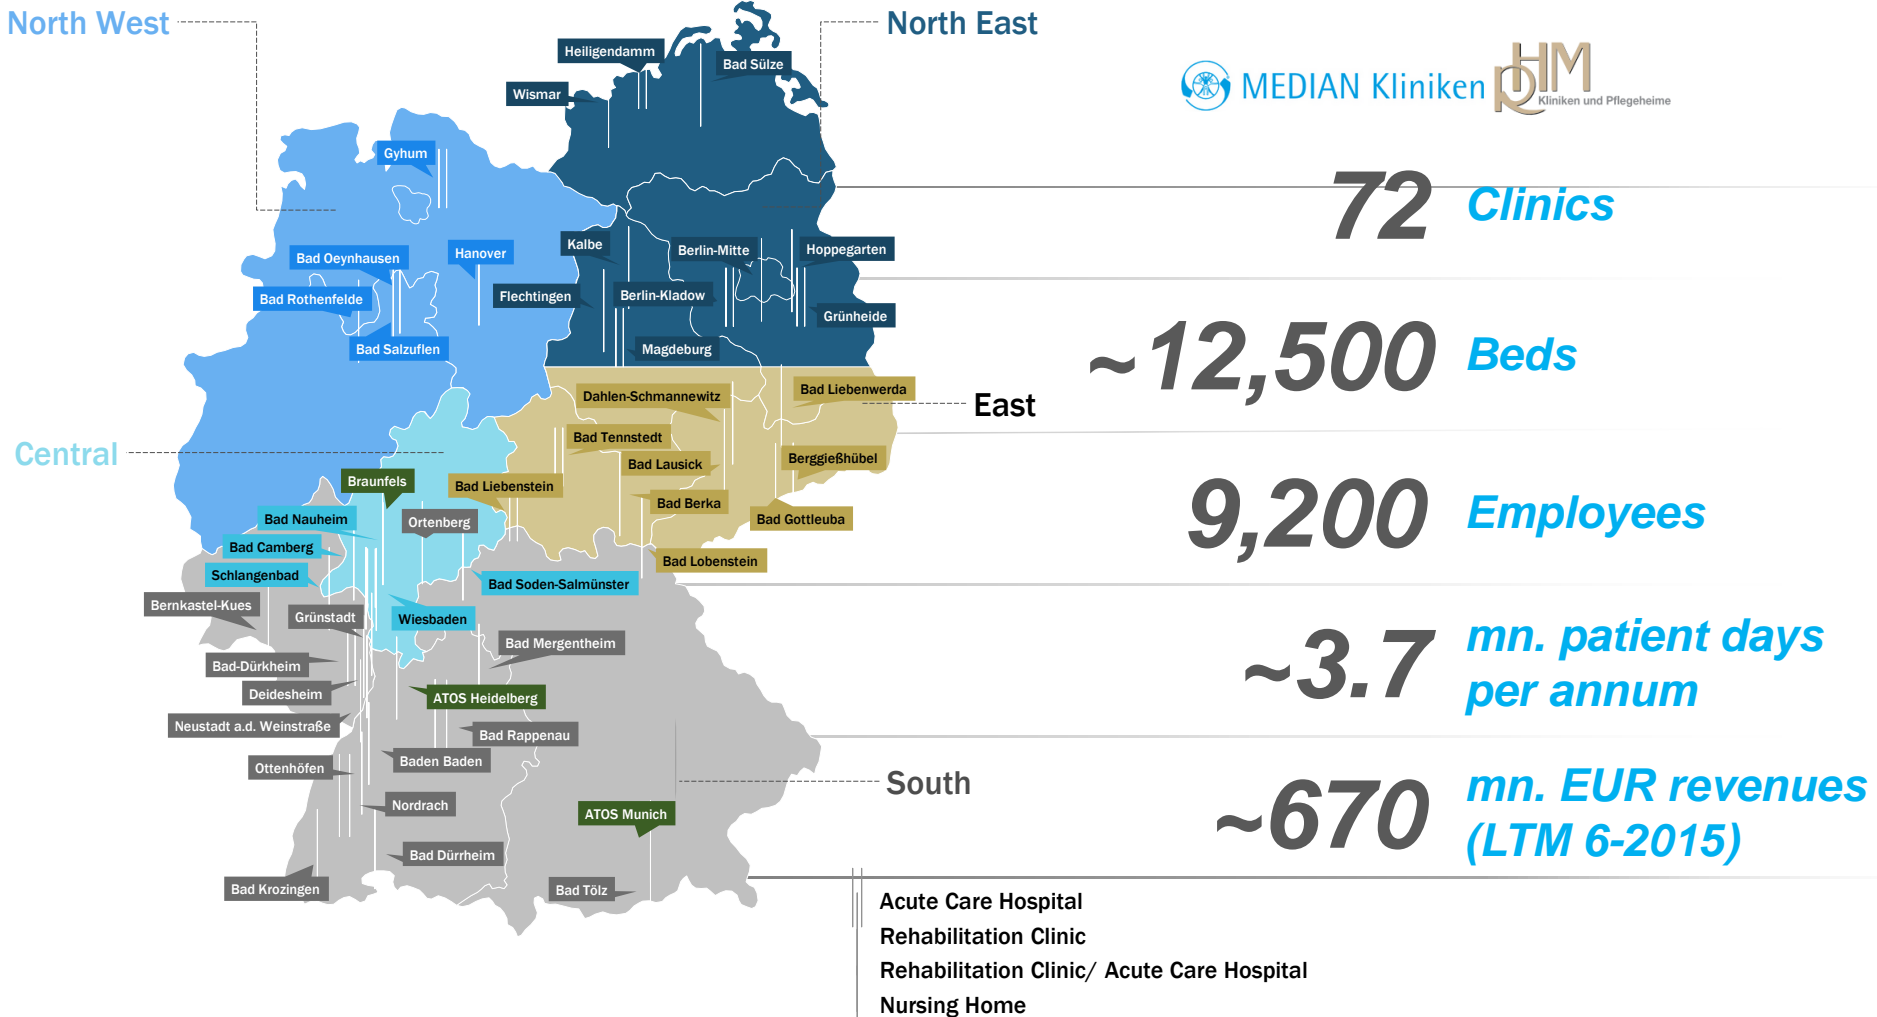 North West
North East
Heiligendamm
Bad Sülze
Wismar
MEDIAN Kliniken
RHM
Kliniken und Pflegeheime
Gyhum
72 Clinics
Kalbe
Berlin-Mitte
Hoppegarten
Bad Oeynhausen
Hanover
Bad Rothenfelde
Flechtingen
Berlin-Kladow
Grünheide
Bad Salzuflen
Magdeburg
~12,500 Beds
Dahlen-Schmannewitz
Bad Liebenwerda
East
Bad Tennstedt
Central
Bad Lausick
Berggießhübel
Braunfels
Bad Liebenstein
Bad Berka
Bad Nauheim
Ortenberg
Bad Gottleuba
9,200 Employees
Bad Camberg
Bad Lobenstein
Schlangenbad
Bad Soden-Salmünster
Bernkastel-Kues
Grünstadt
Wiesbaden
Bad Mergentheim
~3.7 mn. patient days
per annum
Bad-Dürkheim
Deidesheim
ATOS Heidelberg
Neustadt a.d. Weinstraße
Bad Rappenau
Ottenhöfen
Baden Baden
South
Nordrach
ATOS Munich
~670 mn. EUR revenues
(LTM 6-2015)
Bad Dürrheim
Bad Krozingen
Bad Tölz
Acute Care Hospital
Rehabilitation Clinic
Rehabilitation Clinic/ Acute Care Hospital
Nursing Home